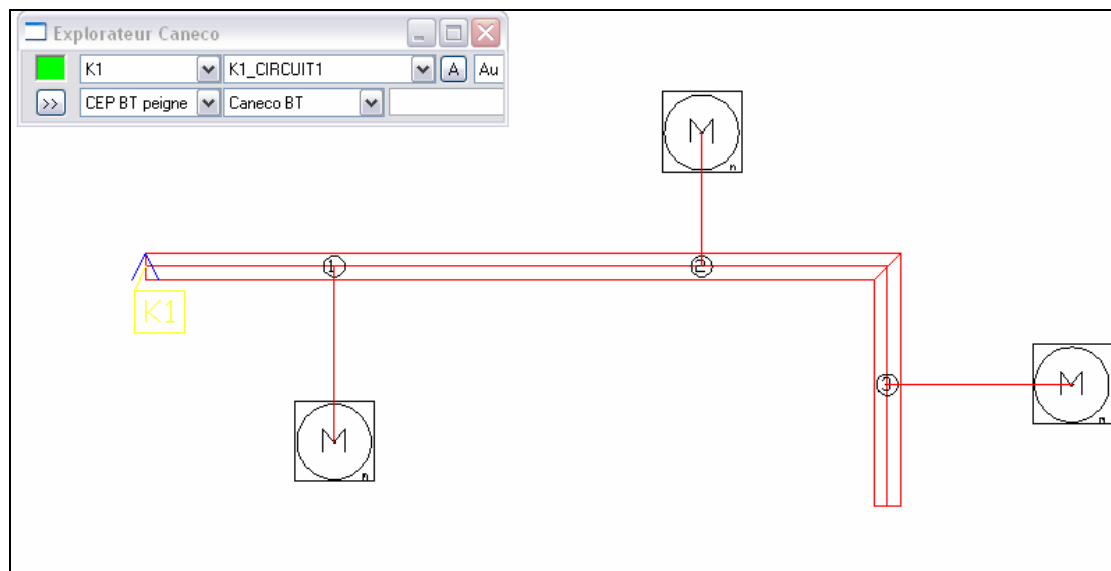 Explorateur Caneco
K1 K1_CIRCUIT1 A Au
>> CEP BT peigne Caneco BT
M
n
1 2
K1
3 M
n
M
n